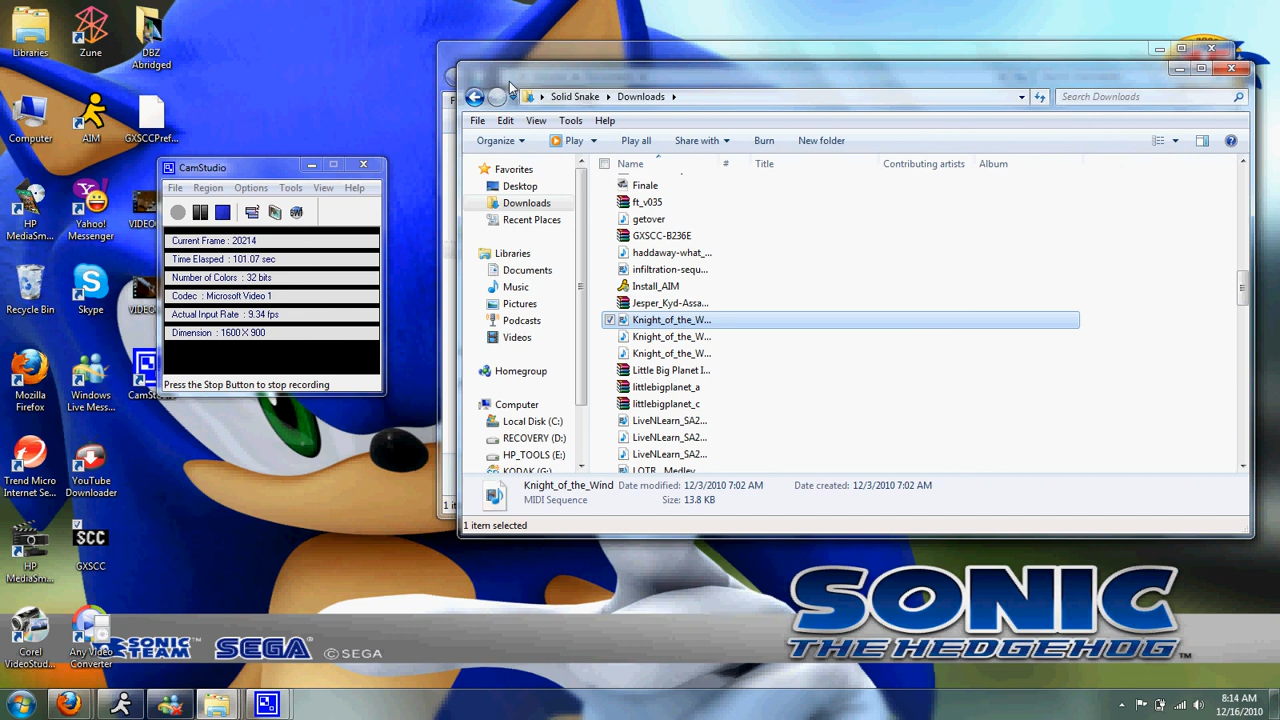 Libraries
Zune
DBZ Abridged
Computer
AIM
GXSCCPref...
HP MediaSm...
Yahoo! Messenger
VIDEO
Recycle Bin
Skype
VIDEO
Mozilla Firefox
Windows Live Mess...
CamSt
Trend Micro Internet Se...
YouTube Downloader
HP MediaSm...
SCC
GXSCC
Corel VideoStud...
Any Video Converter
CamStudio
File Region Options Tools View Help
Current Frame : 20214
Time Elasped : 101.07 sec
Number of Colors : 32 bits
Codec : Microsoft Video 1
Actual Input Rate : 9.34 fps
Dimension : 1600 X 900
Press the Stop Button to stop recording
Solid Snake Downloads
Search Downloads
File Edit View Tools Help
Organize Play Play all Share with Burn New folder
Favorites
Desktop
Downloads
Recent Places
Libraries
Documents
Music
Pictures
Podcasts
Videos
Homegroup
Computer
Local Disk (C:)
RECOVERY (D:)
HP_TOOLS (E:)
KODAK (G:)
Name # Title Contributing artists Album
Finale
ft_v035
getover
GXSCC-B236E
haddaway-what_...
infiltration-sequ...
Install_AIM
Jesper_Kyd-Assa...
Knight_of_the_W...
Knight_of_the_W...
Knight_of_the_W...
Little Big Planet I...
littlebigplanet_a
littlebigplanet_c
LiveNLearn_SA2...
LiveNLearn_SA2...
LiveNLearn_SA2...
LOTR_Medley
Knight_of_the_Wind Date modified: 12/3/2010 7:02 AM Date created: 12/3/2010 7:02 AM
MIDI Sequence Size: 13.8 KB
1 item selected
1 it
SONIC
THE HEDGEHOG™
SONIC TEAM™ SEGA® ©SEGA
8:14 AM
12/16/2010